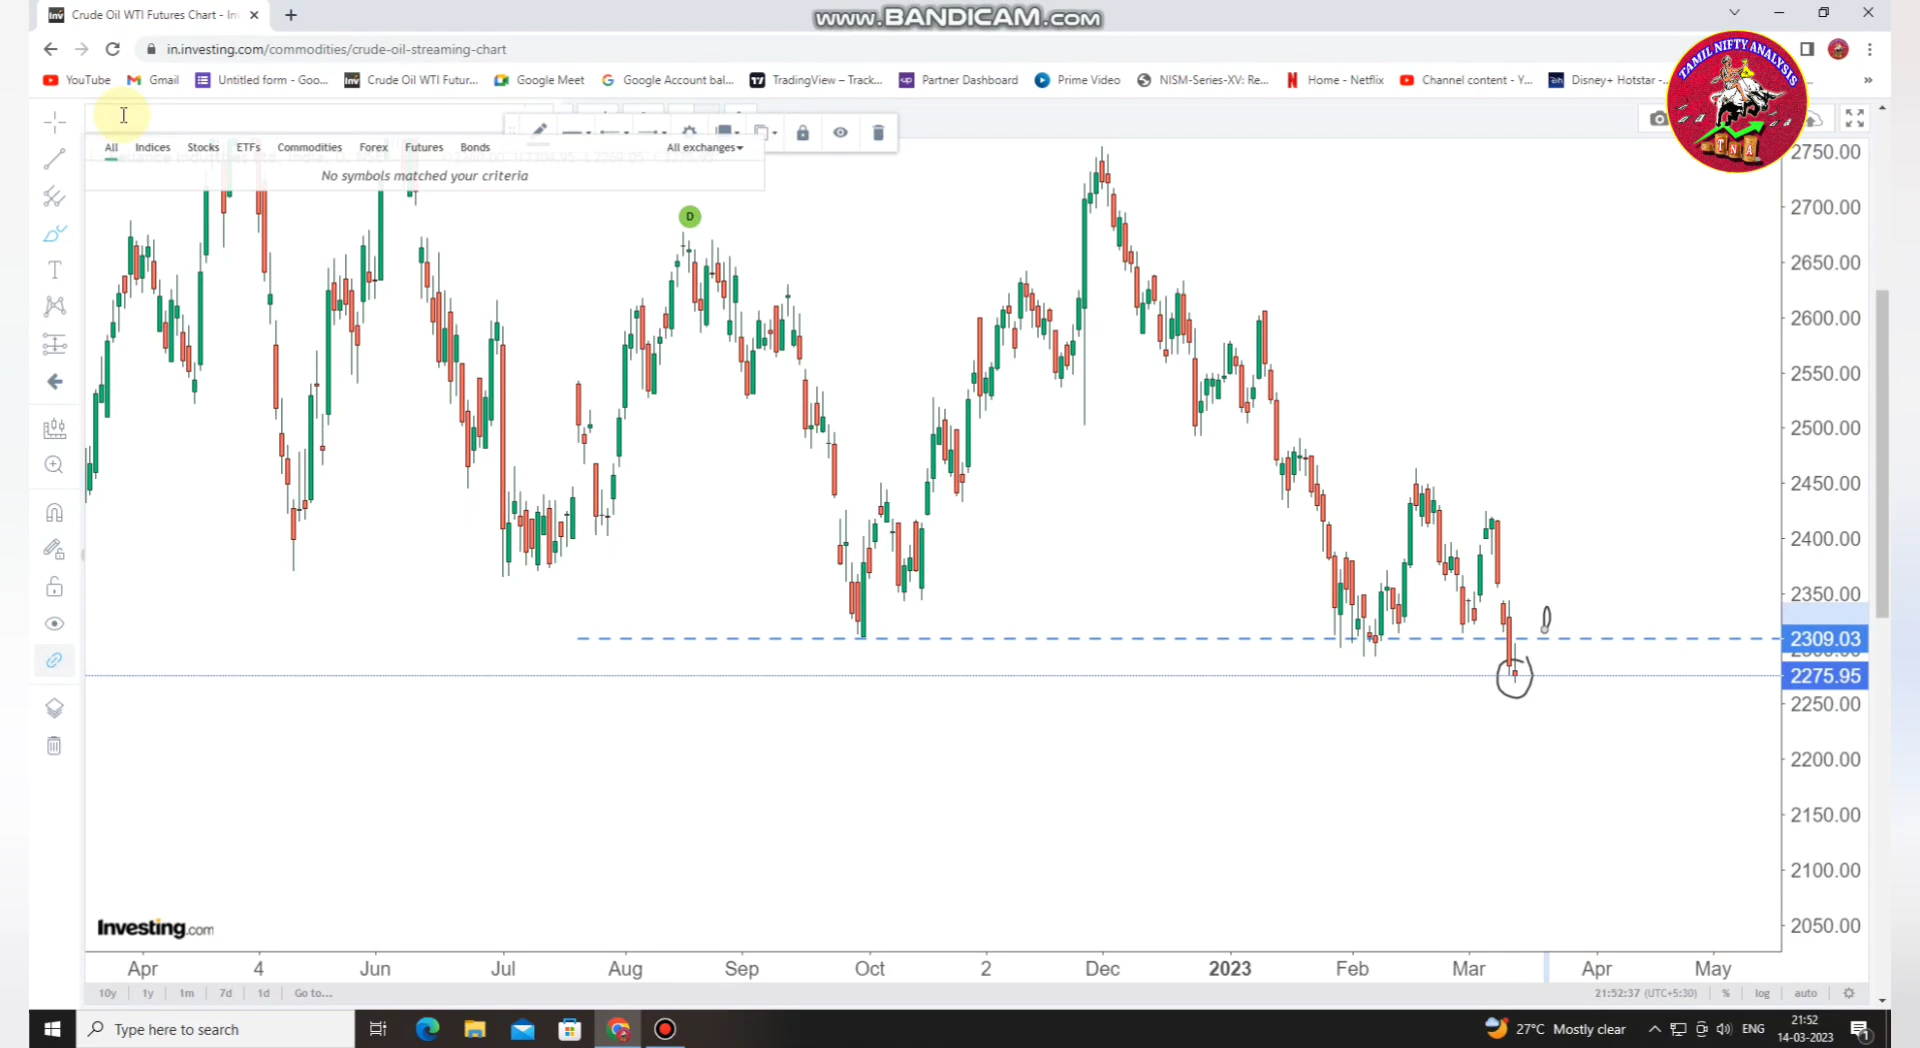 Crude Oil WTI Futures Chart - Inv
www.BANDICAM.com
in.investing.com/commodities/crude-oil-streaming-chart
YouTube Gmail Untitled form - Goo... Crude Oil WTI Futur... Google Meet Google Account bal... TradingView – Track... Partner Dashboard Prime Video NISM-Series-XV: Re... Home - Netflix Channel content - Y... Disney+ Hotstar -...
TAMIL NIFTY ANALYSIS
TNA
All Indices Stocks ETFs Commodities Forex Futures Bonds All exchanges
No symbols matched your criteria
D
2750.00
2700.00
2650.00
2600.00
2550.00
2500.00
2450.00
2400.00
2350.00
2309.03
2275.95
2250.00
2200.00
2150.00
2100.00
2050.00
Investing.com
Apr 4 Jun Jul Aug Sep Oct 2 Dec 2023 Feb Mar Apr May
10y 1y 1m 7d 1d Go to... 21:52:37 (UTC+5:30) % log auto
Type here to search
27°C Mostly clear
ENG
21:52
14-03-2023
1